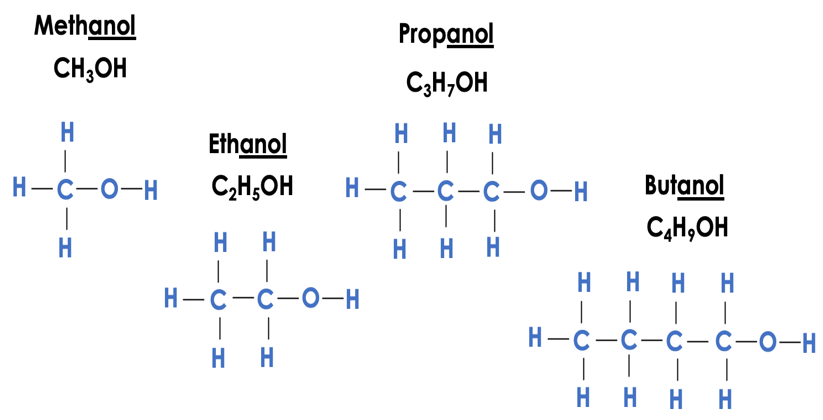 Methanol
CH₃OH
H
H C O H
H
Ethanol
C₂H₅OH
H H
H C C O H
H H
Propanol
C₃H₇OH
H H H
H C C C O H
H H H
Butanol
C₄H₉OH
H H H H
H C C C C O H
H H H H